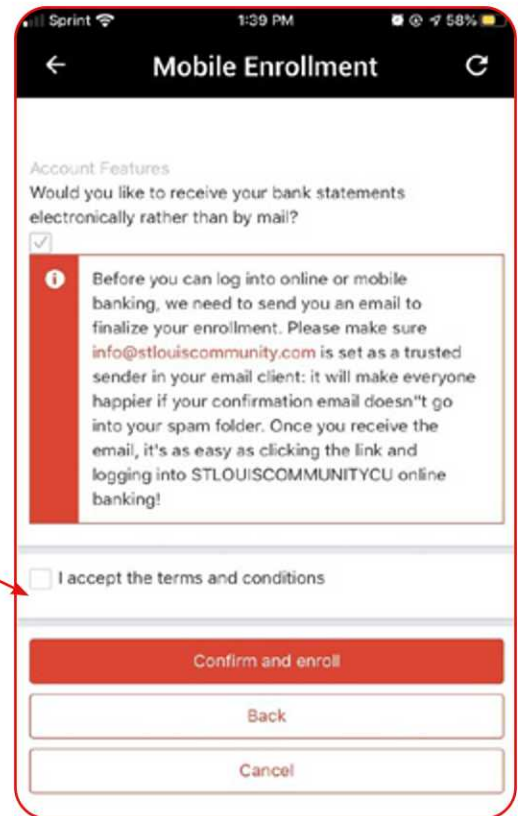 Sprint 1:39 PM 58%
Mobile Enrollment
Account Features
Would you like to receive your bank statements
electronically rather than by mail?
Before you can log into online or mobile
banking, we need to send you an email to
finalize your enrollment. Please make sure
info@stlouiscommunity.com is set as a trusted
sender in your email client: it will make everyone
happier if your confirmation email doesn"t go
into your spam folder. Once you receive the
email, it's as easy as clicking the link and
logging into STLOUISCOMMUNITYCU online
banking!
I accept the terms and conditions
Confirm and enroll
Back
Cancel